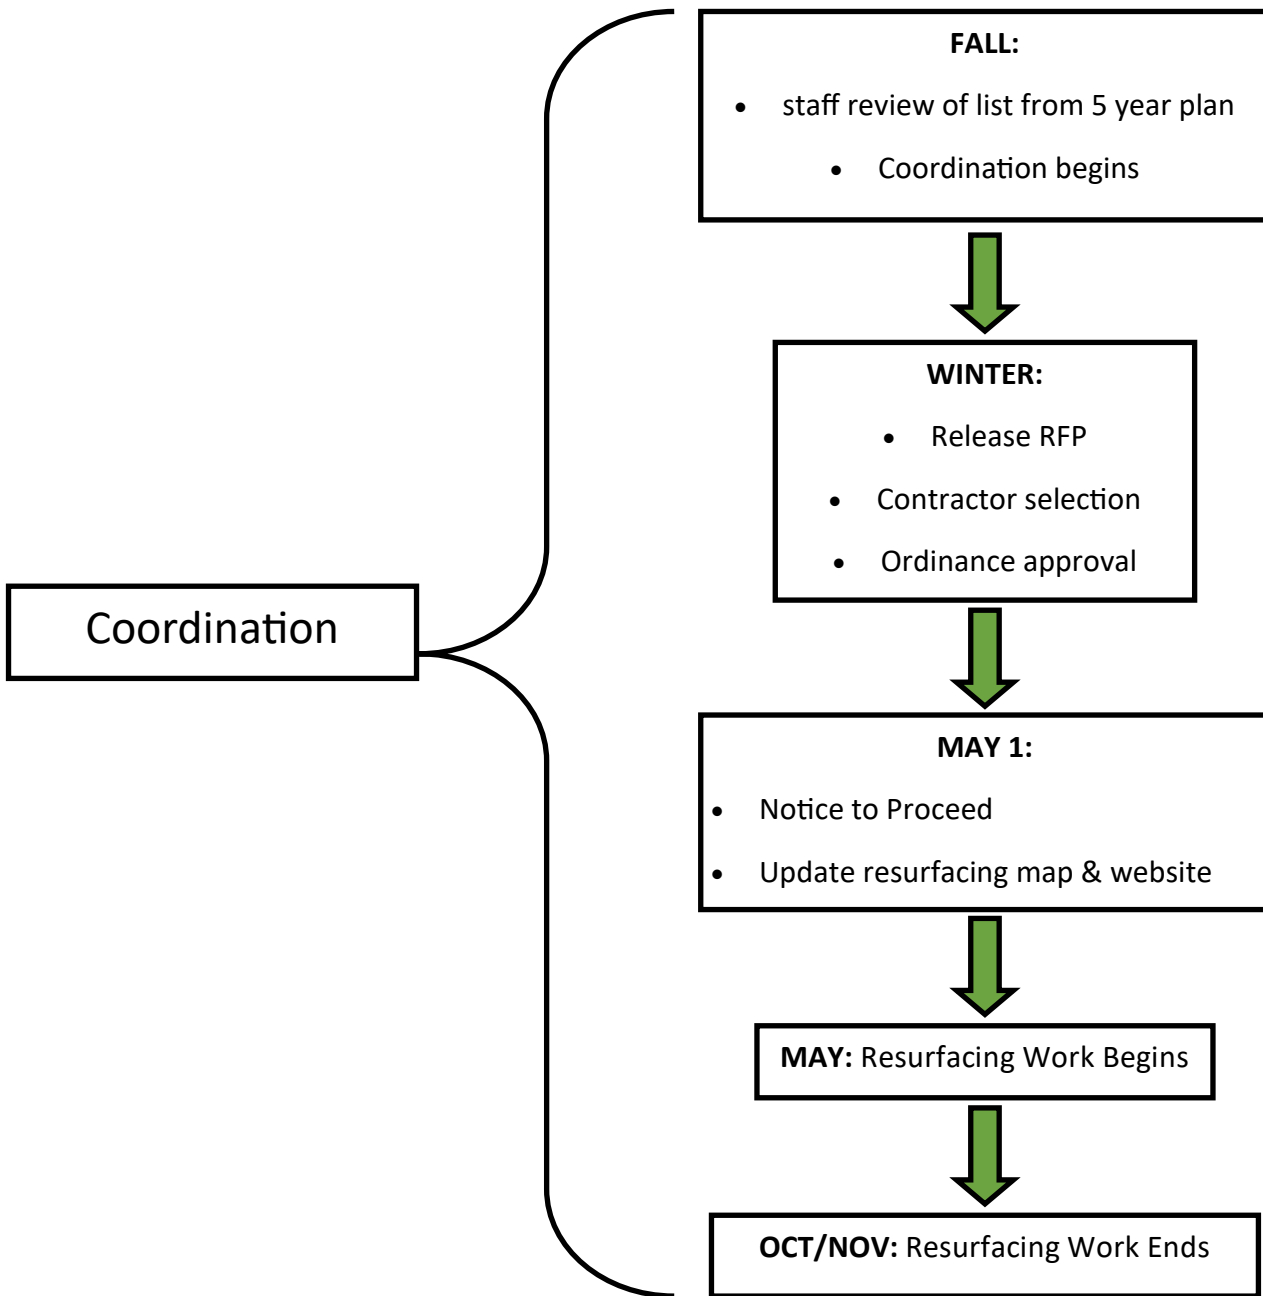 FALL:
• staff review of list from 5 year plan
• Coordination begins
WINTER:
• Release RFP
• Contractor selection
• Ordinance approval
Coordination
MAY 1:
• Notice to Proceed
• Update resurfacing map & website
MAY: Resurfacing Work Begins
OCT/NOV: Resurfacing Work Ends